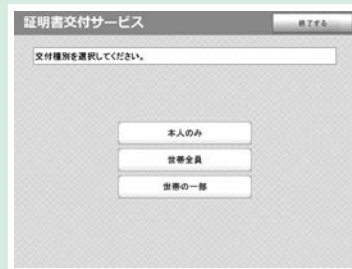 証明書交付サービス
終了する
交付種別を選択してください。
本人のみ
世帯全員
世帯の一部